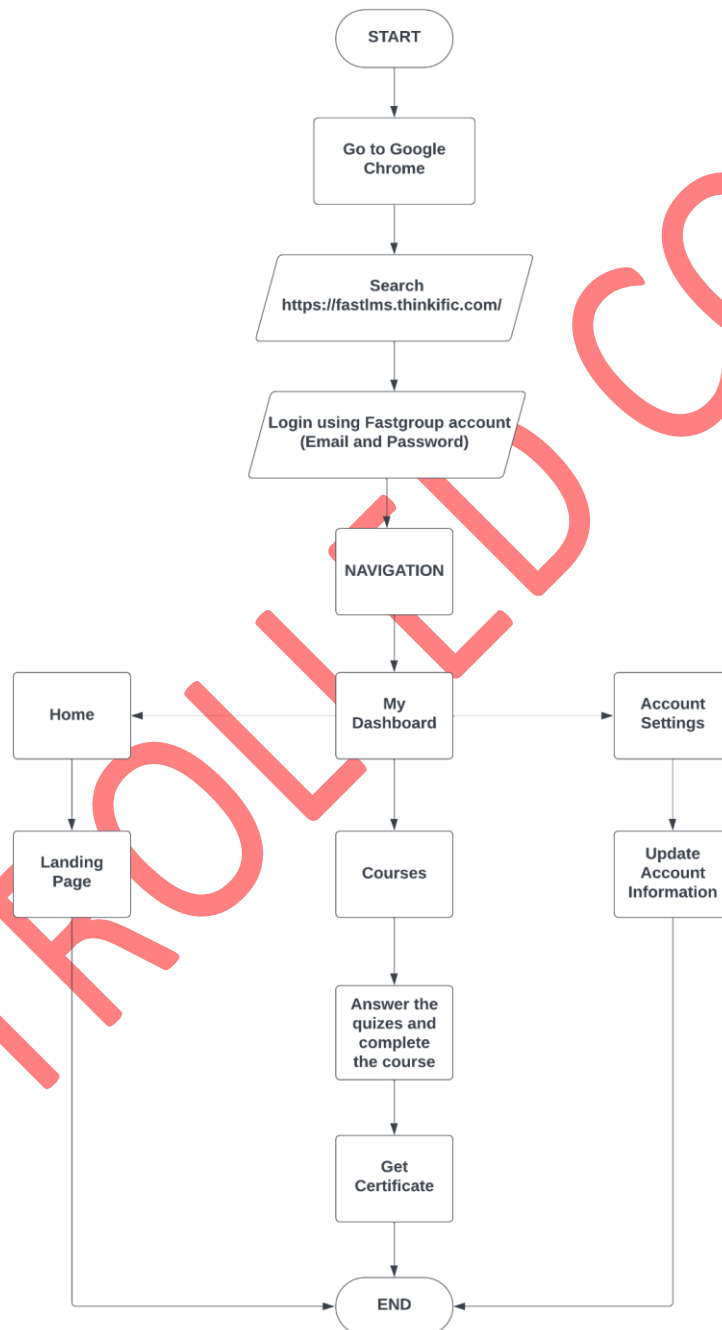 START
Go to Google
Chrome
Search
https://fastlms.thinkific.com/
Login using Fastgroup account
(Email and Password)
NAVIGATION
Home
My
Dashboard
Account
Settings
Landing
Page
Courses
Update
Account
Information
Answer the
quizes and
complete
the course
Get
Certificate
END
TROLLED CO